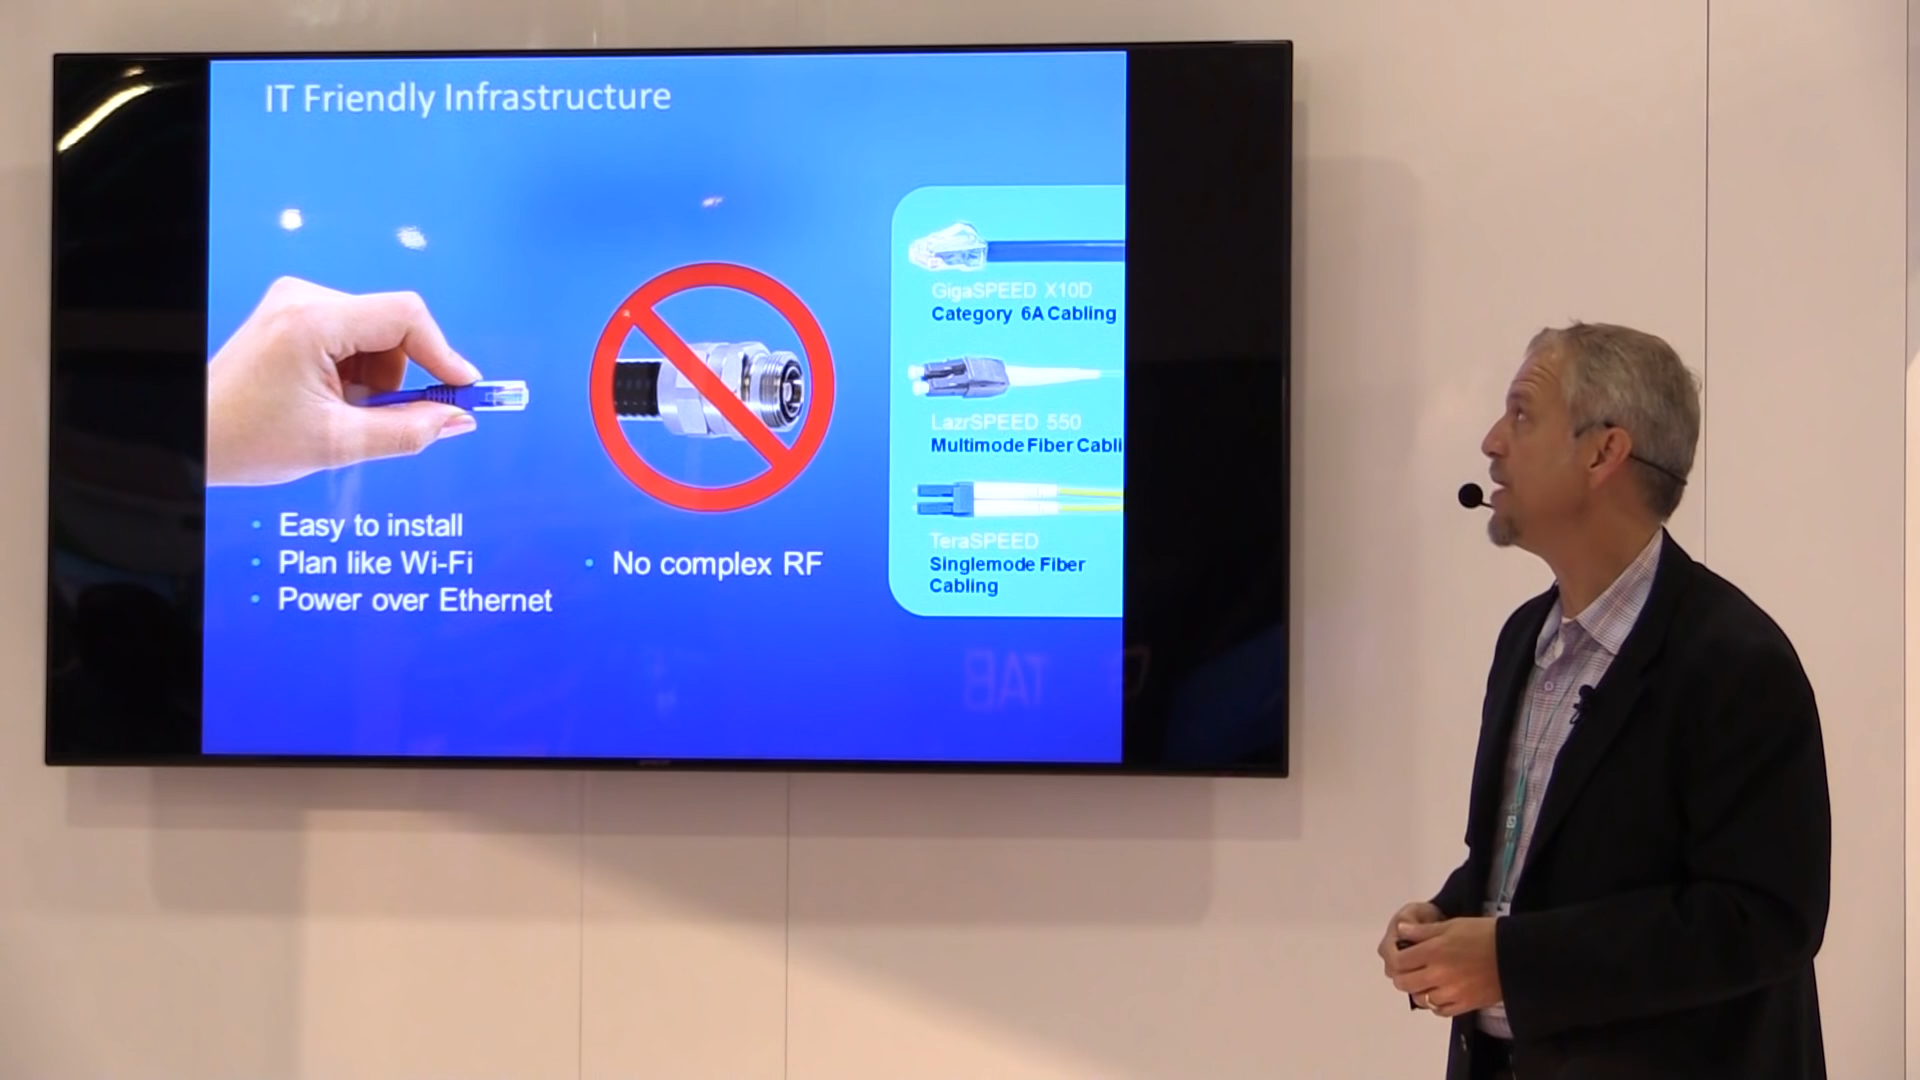 IT Friendly Infrastructure
Easy to install
Plan like Wi-Fi
Power over Ethernet
No complex RF
GigaSPEED X10D
Category 6A Cabling
LazrSPEED 550
Multimode Fiber Cabli
TeraSPEED
Singlemode Fiber
Cabling